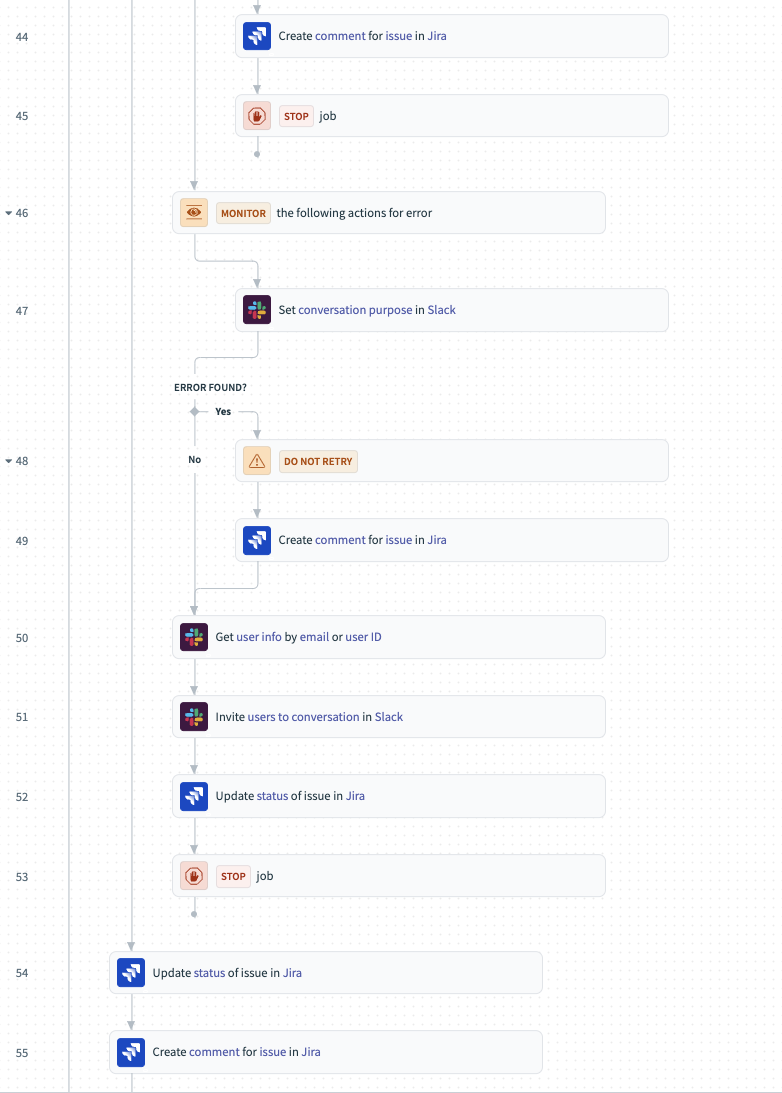 44 Create comment for issue in Jira
45 STOP job
46 MONITOR the following actions for error
47 Set conversation purpose in Slack
ERROR FOUND?
Yes
48 No DO NOT RETRY
49 Create comment for issue in Jira
50 Get user info by email or user ID
51 Invite users to conversation in Slack
52 Update status of issue in Jira
53 STOP job
54 Update status of issue in Jira
55 Create comment for issue in Jira